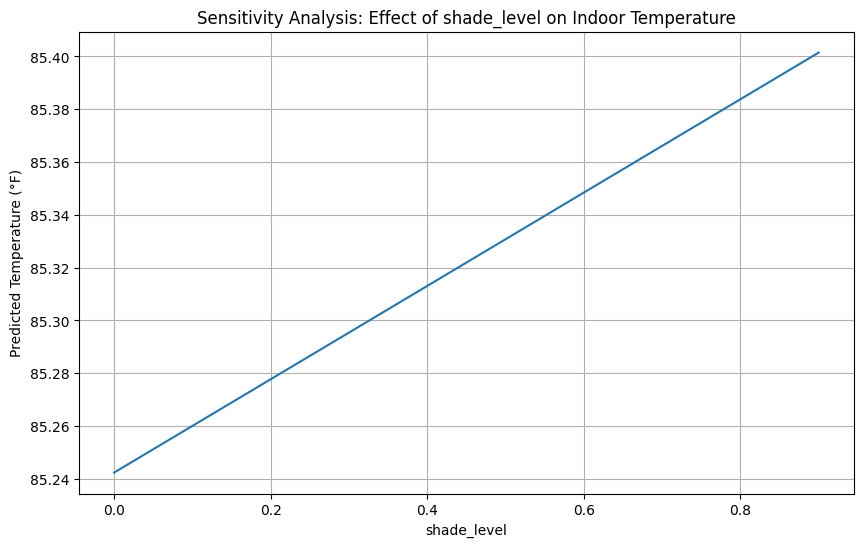 Sensitivity Analysis: Effect of shade_level on Indoor Temperature
Predicted Temperature (°F)
85.40
85.38
85.36
85.34
85.32
85.30
85.28
85.26
85.24
0.0 0.2 0.4 0.6 0.8
shade_level